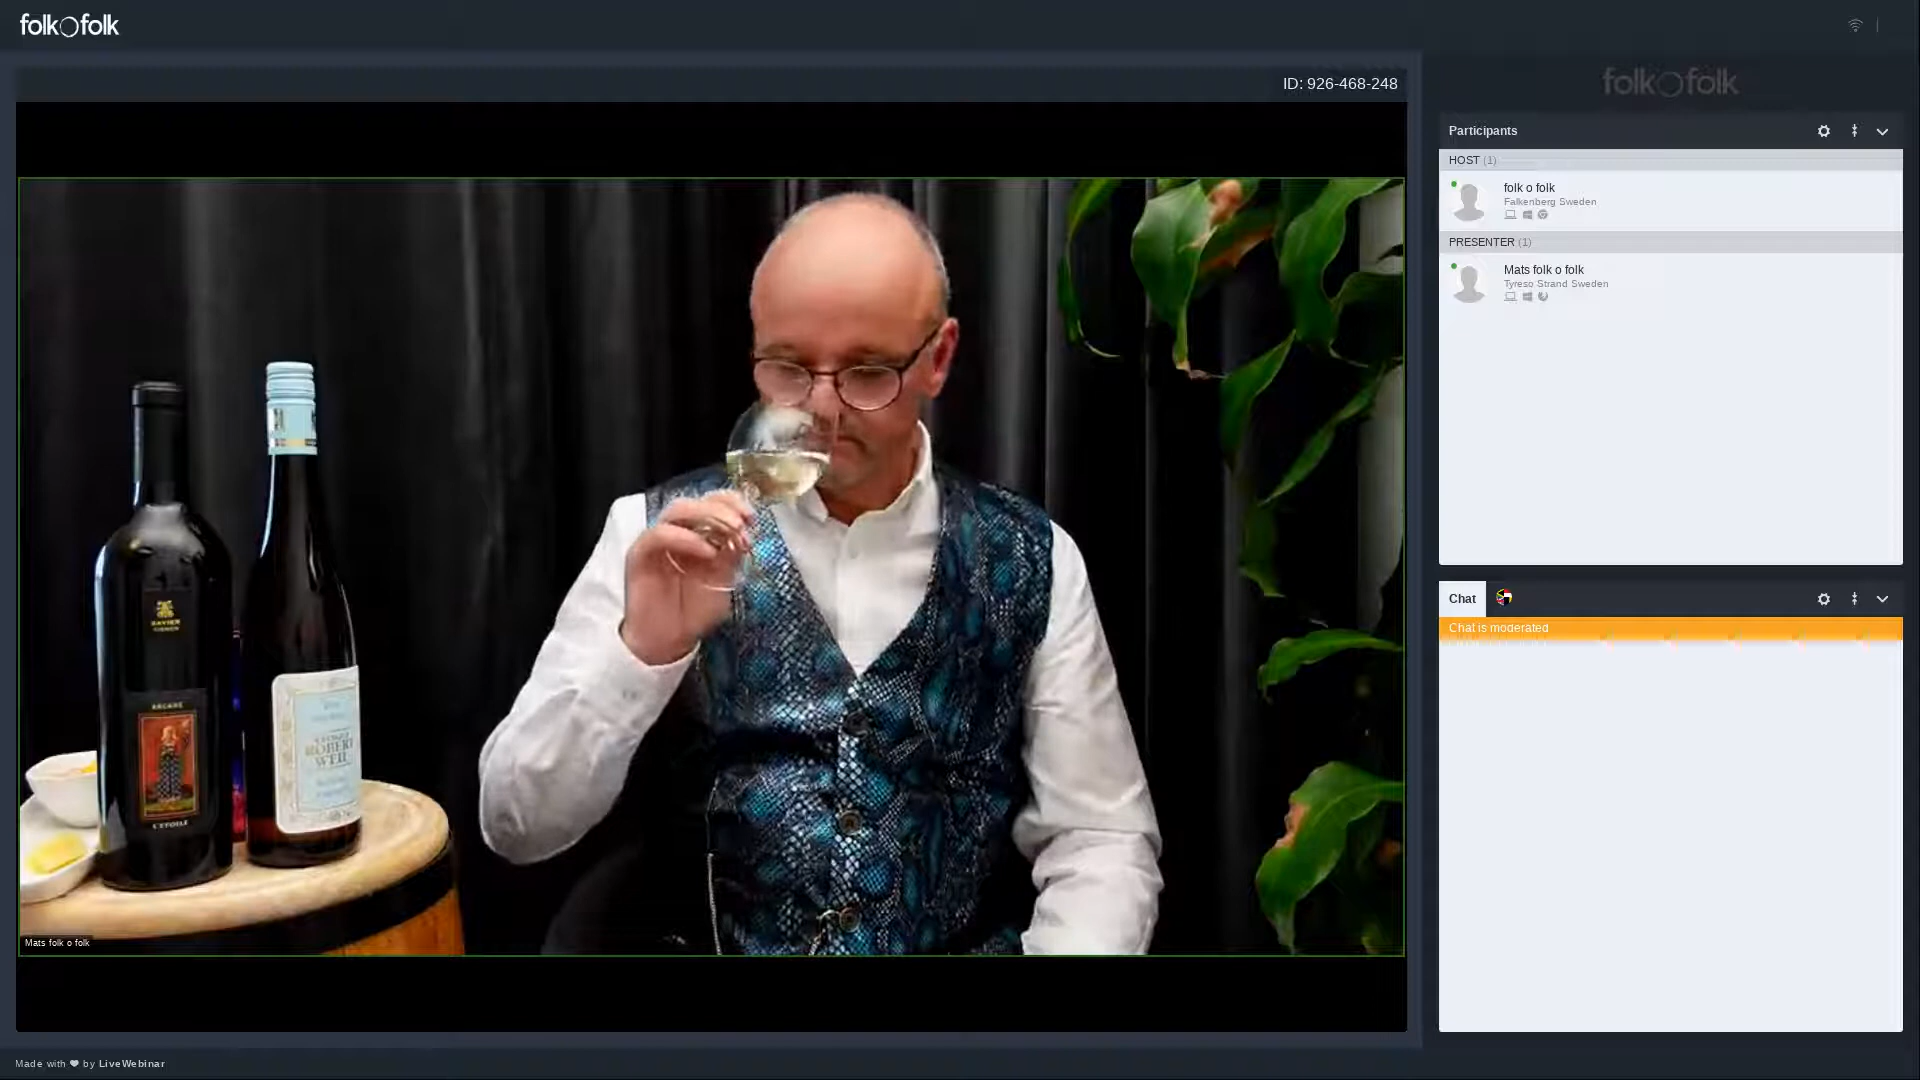 folk o folk
ID: 926-468-248
folk o folk
Participants
HOST (1)
folk o folk
Falkenberg Sweden
PRESENTER (1)
Mats folk o folk
Tyreso Strand Sweden
Chat
Chat is moderated
XAVIER
VIGNON
ARCANE
L'ETOILE
ROBERT
WEIL
Mats folk o folk
Made with ❤ by LiveWebinar